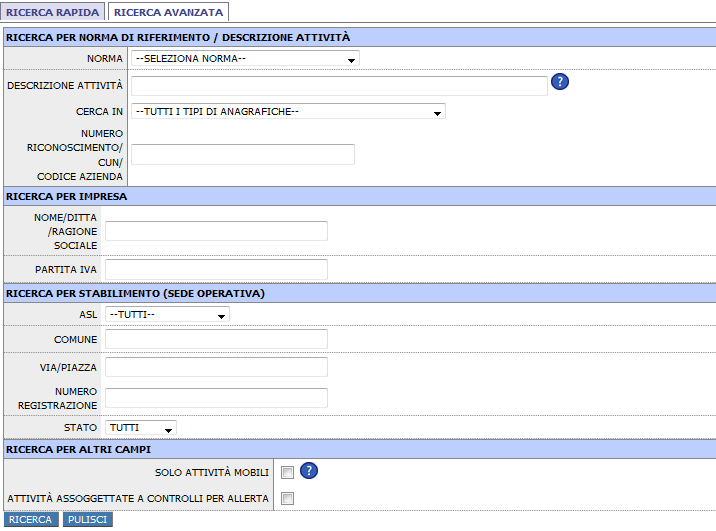 RICERCA RAPIDA RICERCA AVANZATA
RICERCA PER NORMA DI RIFERIMENTO / DESCRIZIONE ATTIVITÀ
NORMA --SELEZIONA NORMA--
DESCRIZIONE ATTIVITÀ ?
CERCA IN --TUTTI I TIPI DI ANAGRAFICHE--
NUMERO
RICONOSCIMENTO/
CUN/
CODICE AZIENDA
RICERCA PER IMPRESA
NOME/DITTA
/RAGIONE
SOCIALE
PARTITA IVA
RICERCA PER STABILIMENTO (SEDE OPERATIVA)
ASL --TUTTI--
COMUNE
VIA/PIAZZA
NUMERO
REGISTRAZIONE
STATO TUTTI
RICERCA PER ALTRI CAMPI
SOLO ATTIVITÀ MOBILI ?
ATTIVITÀ ASSOGGETTATE A CONTROLLI PER ALLERTA
RICERCA PULISCI